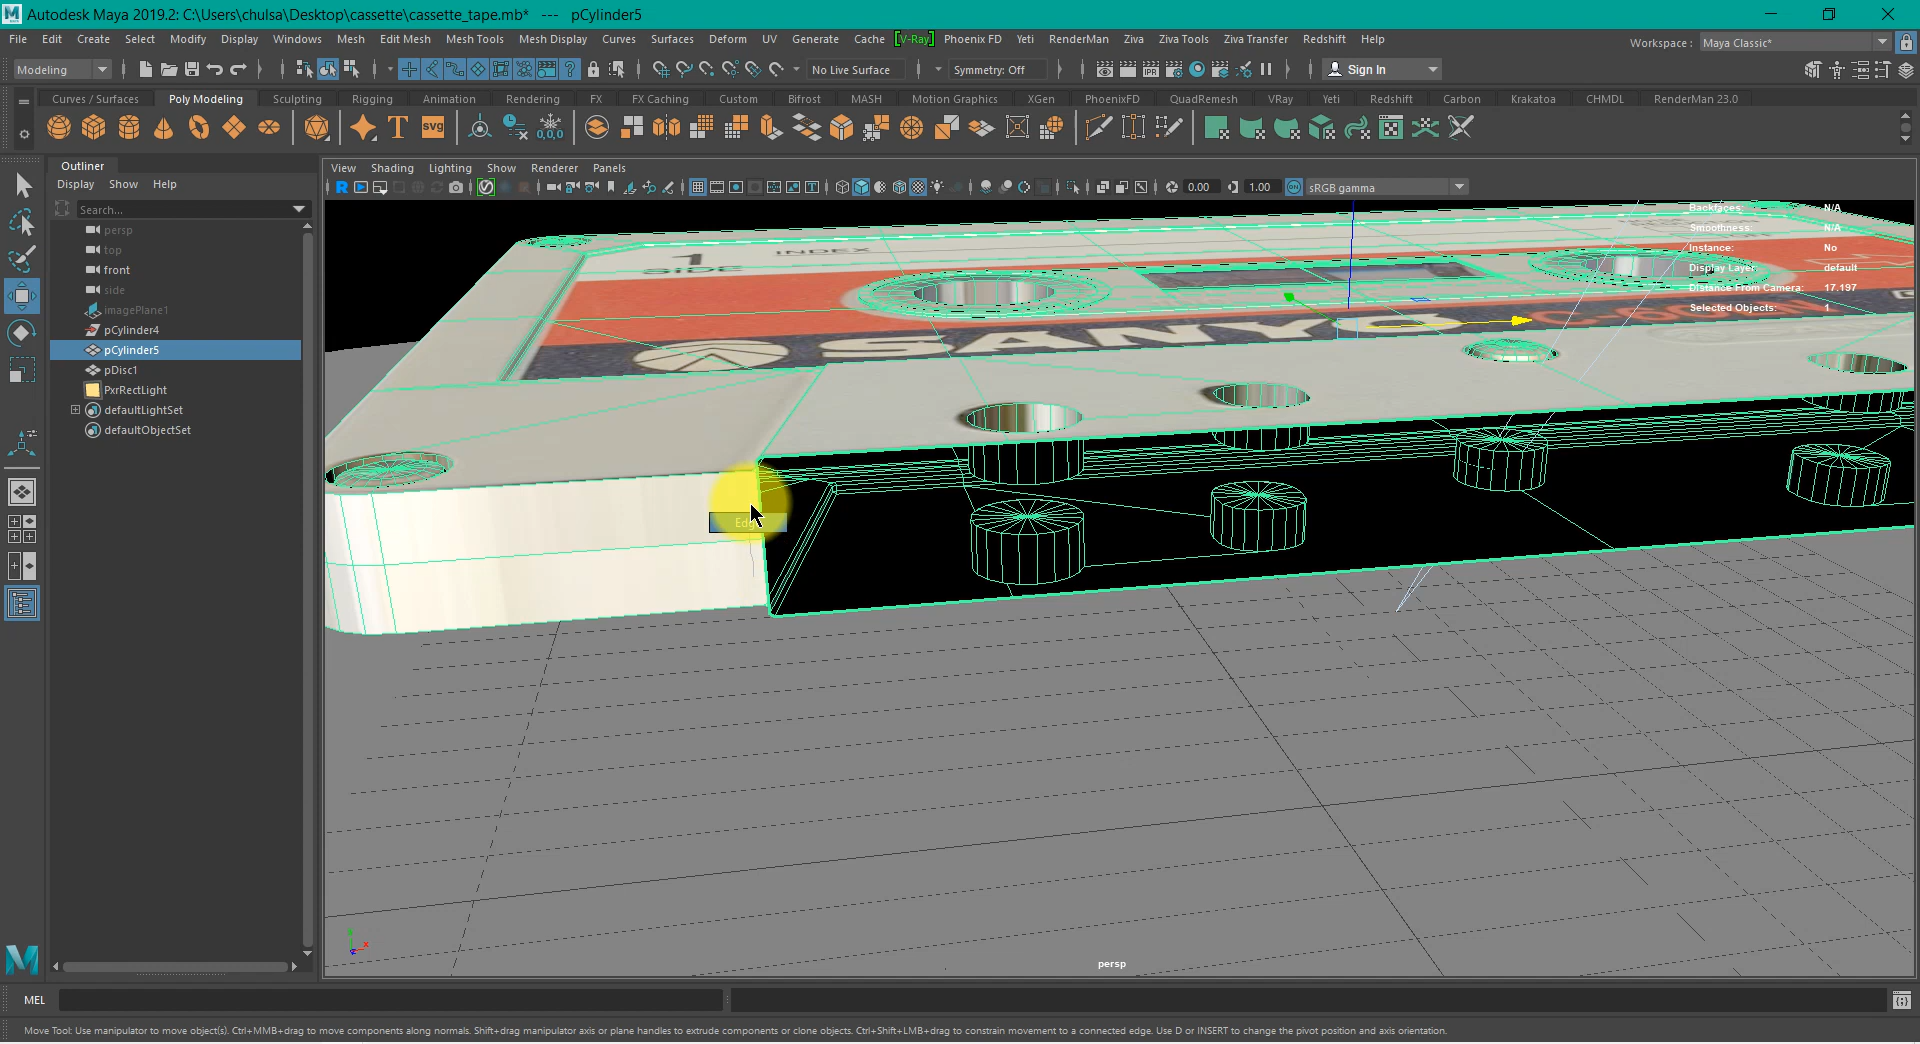 Autodesk Maya 2019.2: C:\Users\chulsa\Desktop\cassette\cassette_tape.mb*   ---   pCylinder5
File Edit Create Select Modify Display Windows Mesh Edit Mesh Mesh Tools Mesh Display Curves Surfaces Deform UV Generate Cache [V-Ray] Phoenix FD Yeti RenderMan Ziva Ziva Tools Ziva Transfer Redshift Help Workspace : Maya Classic*
Modeling No Live Surface Symmetry: Off Sign In
Curves / Surfaces Poly Modeling Sculpting Rigging Animation Rendering FX FX Caching Custom Bifrost MASH Motion Graphics XGen PhoenixFD QuadRemesh VRay Yeti Redshift Carbon Krakatoa CHMDL RenderMan 23.0
T svg 0,0,0
Outliner
Display Show Help
Search...
persp
top
front
side
imagePlane1
pCylinder4
pCylinder5
pDisc1
PxrRectLight
defaultLightSet
defaultObjectSet
View Shading Lighting Show Renderer Panels
IPR
R 0.00 1.00 ON sRGB gamma
Backfaces: N/A
Smoothness: N/A
Instance: No
Display Layer: default
Distance From Camera: 17.197
Selected Objects: 1
1
SIDE
INDEX
SANYO
Edge
persp
MEL
Move Tool: Use manipulator to move object(s). Ctrl+MMB+drag to move components along normals. Shift+drag manipulator axis or plane handles to extrude components or clone objects. Ctrl+Shift+LMB+drag to constrain movement to a connected edge. Use D or INSERT to change the pivot position and axis orientation.